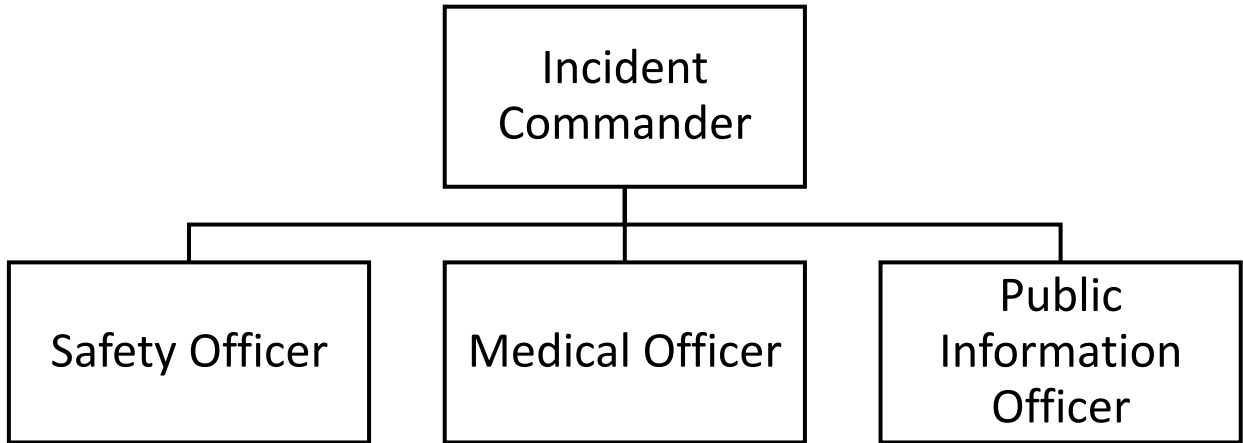 Incident
Commander
Safety Officer
Medical Officer
Public
Information
Officer